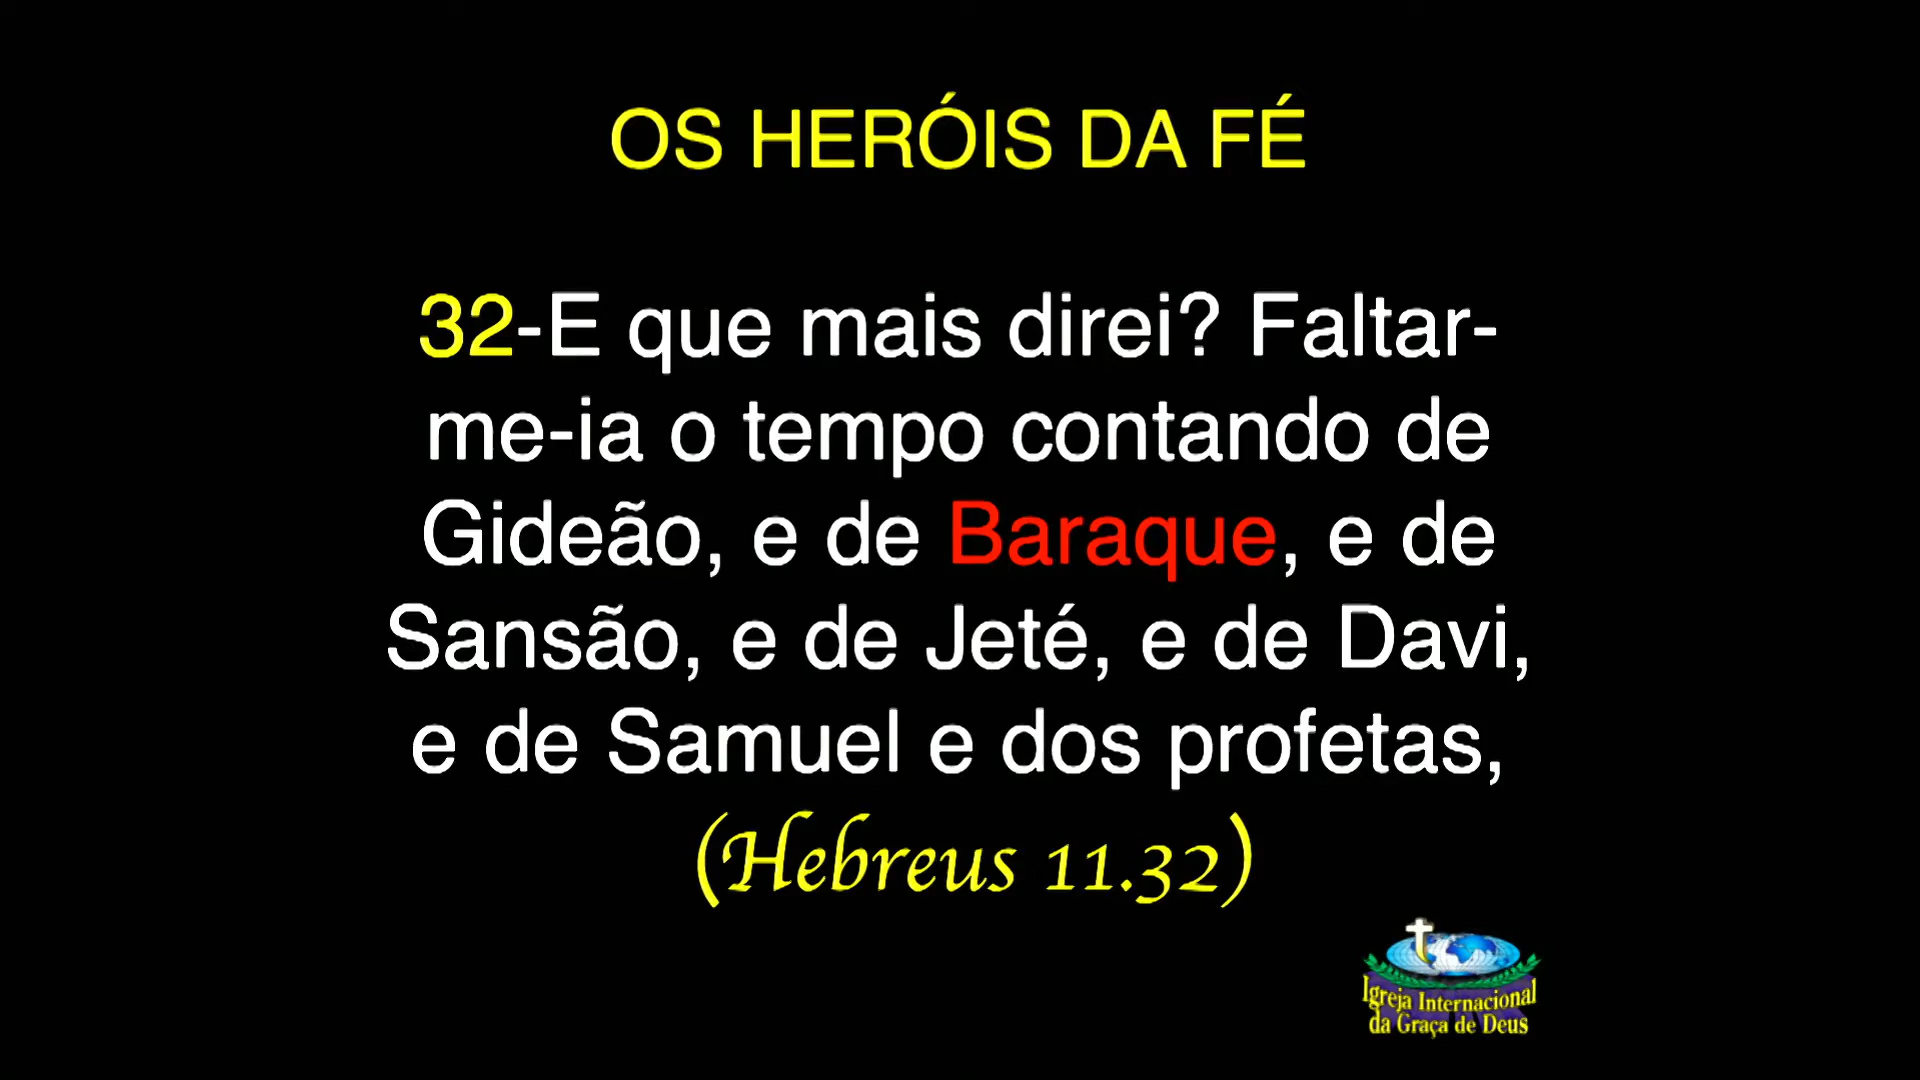 OS HERÓIS DA FÉ
32-E que mais direi? Faltar-
me-ia o tempo contando de
Gideão, e de Baraque, e de
Sansão, e de Jeté, e de Davi,
e de Samuel e dos profetas,
(Hebreus 11.32)
Igreja Internacional
da Graça de Deus